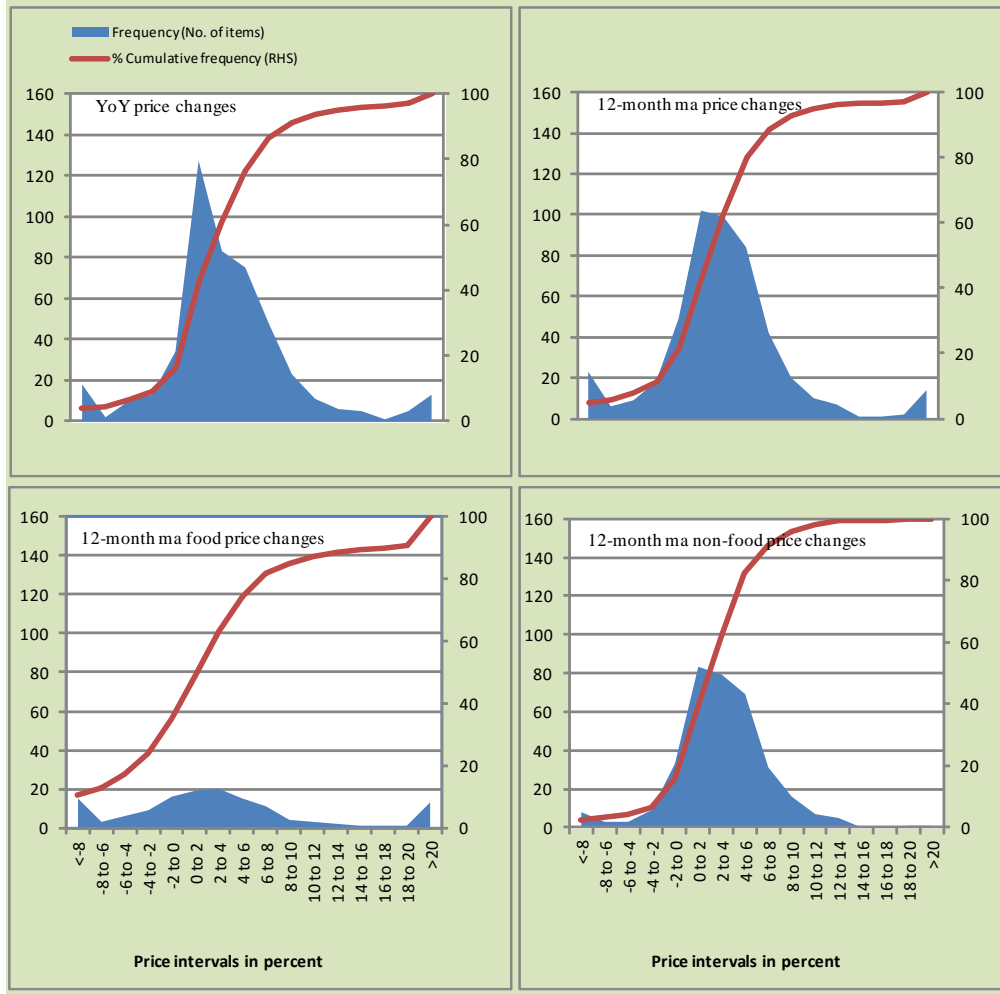 Frequency (No. of items)
% Cumulative frequency (RHS)
YoY price changes
160
140
120
100
80
60
40
20
0
100
80
60
40
20
0
12-month ma price changes
160
140
120
100
80
60
40
20
0
100
80
60
40
20
0
12-month ma food price changes
160
140
120
100
80
60
40
20
0
100
80
60
40
20
0
<-8
-8 to -6
-6 to -4
-4 to -2
-2 to 0
0 to 2
2 to 4
4 to 6
6 to 8
8 to 10
10 to 12
12 to 14
14 to 16
16 to 18
18 to 20
>20
Price intervals in percent
12-month ma non-food price changes
160
140
120
100
80
60
40
20
0
100
80
60
40
20
0
<-8
-8 to -6
-6 to -4
-4 to -2
-2 to 0
0 to 2
2 to 4
4 to 6
6 to 8
8 to 10
10 to 12
12 to 14
14 to 16
16 to 18
18 to 20
>20
Price intervals in percent